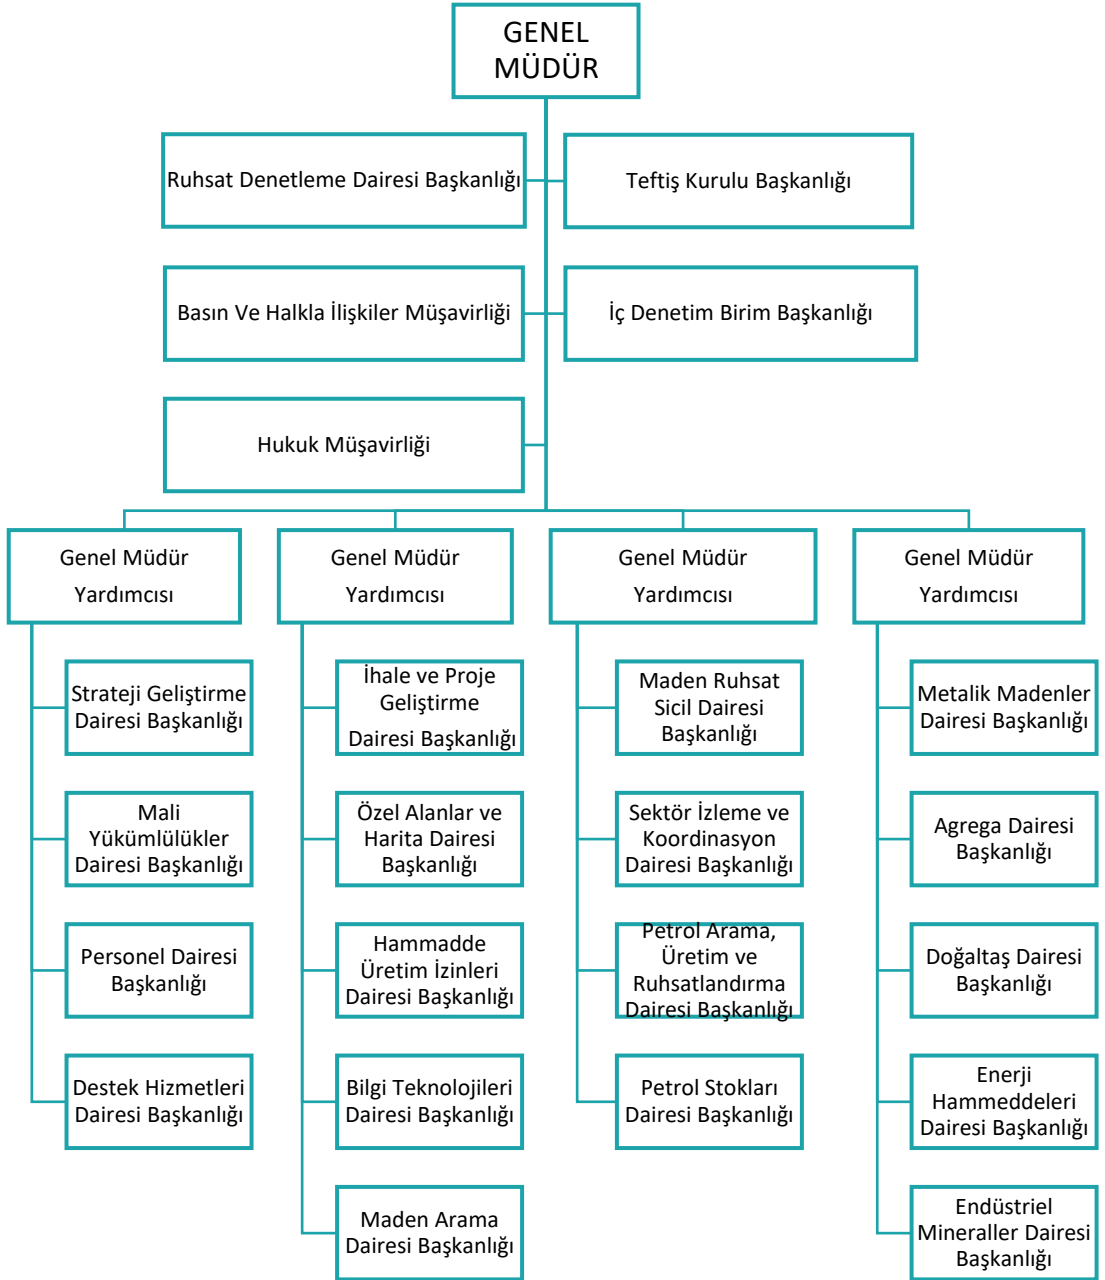 GENEL
MÜDÜR
Ruhsat Denetleme Dairesi Başkanlığı
Teftiş Kurulu Başkanlığı
Basın Ve Halkla İlişkiler Müşavirliği
İç Denetim Birim Başkanlığı
Hukuk Müşavirliği
Genel Müdür
Yardımcısı
Strateji Geliştirme
Dairesi Başkanlığı
Mali
Yükümlülükler
Dairesi Başkanlığı
Personel Dairesi
Başkanlığı
Destek Hizmetleri
Dairesi Başkanlığı
Genel Müdür
Yardımcısı
İhale ve Proje
Geliştirme
Dairesi Başkanlığı
Özel Alanlar ve
Harita Dairesi
Başkanlığı
Hammadde
Üretim İzinleri
Dairesi Başkanlığı
Bilgi Teknolojileri
Dairesi Başkanlığı
Maden Arama
Dairesi Başkanlığı
Genel Müdür
Yardımcısı
Maden Ruhsat
Sicil Dairesi
Başkanlığı
Sektör İzleme ve
Koordinasyon
Dairesi Başkanlığı
Petrol Arama,
Üretim ve
Ruhsatlandırma
Dairesi Başkanlığı
Petrol Stokları
Dairesi Başkanlığı
Genel Müdür
Yardımcısı
Metalik Madenler
Dairesi Başkanlığı
Agrega Dairesi
Başkanlığı
Doğaltaş Dairesi
Başkanlığı
Enerji
Hammeddeleri
Dairesi Başkanlığı
Endüstriel
Mineraller Dairesi
Başkanlığı